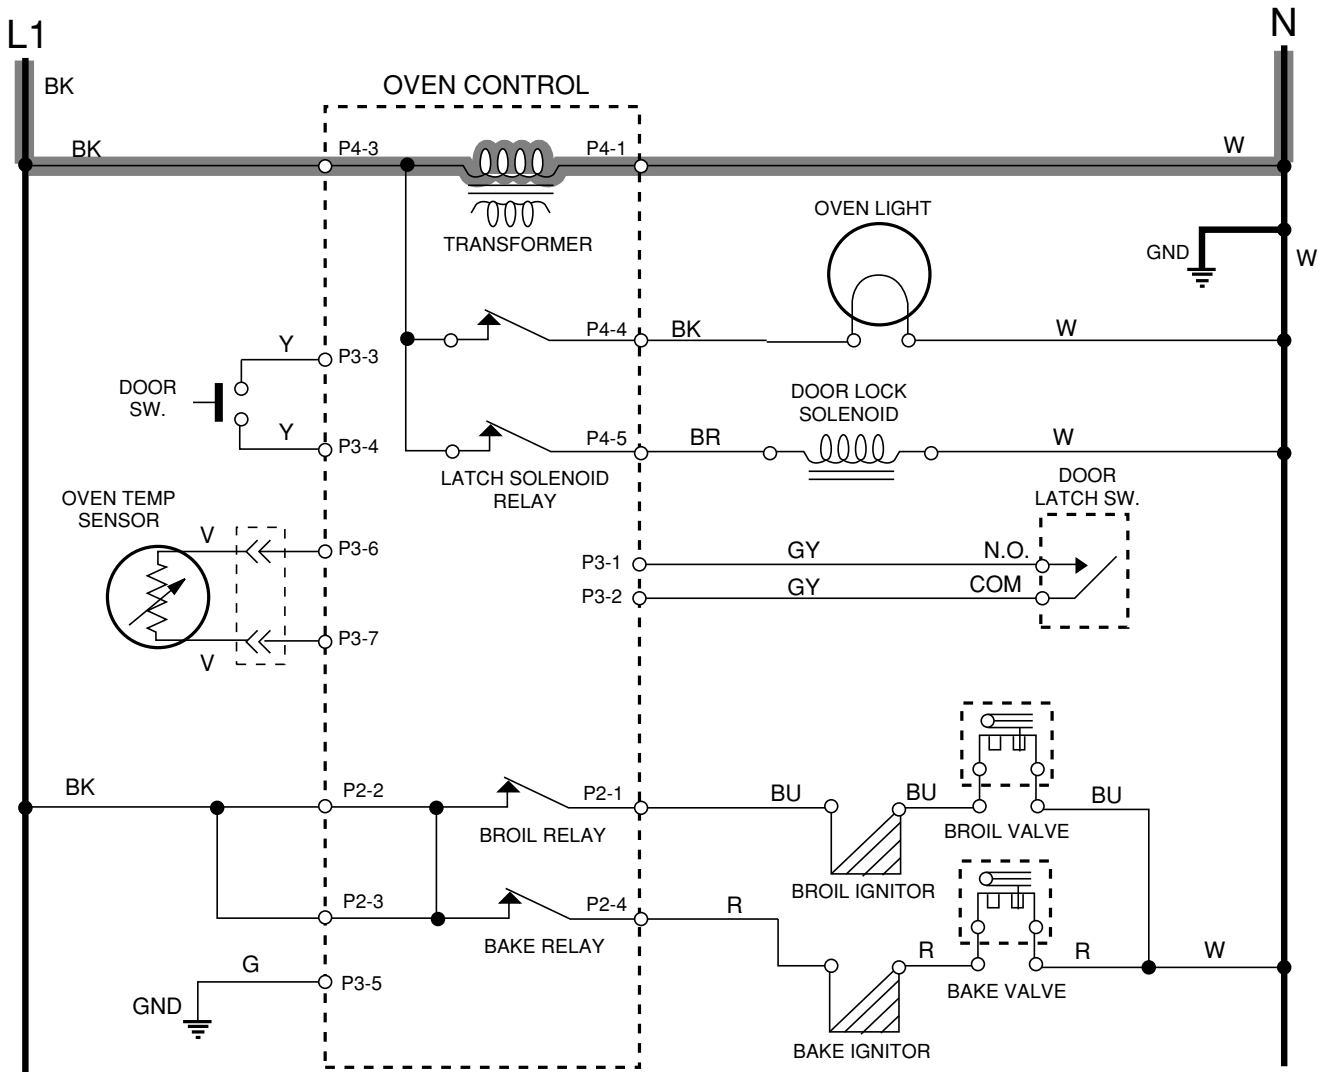 L1
N
BK
OVEN CONTROL
BK
P4-3
P4-1
W
TRANSFORMER
OVEN LIGHT
GND
W
Y
P3-3
P4-4
BK
W
DOOR
SW.
Y
P3-4
LATCH SOLENOID
RELAY
P4-5
BR
DOOR LOCK
SOLENOID
W
DOOR
LATCH SW.
OVEN TEMP
SENSOR
V
P3-6
V
P3-7
P3-1
GY
N.O.
P3-2
GY
COM
BK
P2-2
P2-1
BU
BU
BU
BROIL RELAY
BROIL VALVE
BROIL IGNITOR
P2-3
P2-4
R
BAKE RELAY
R
R
W
BAKE VALVE
BAKE IGNITOR
G
P3-5
GND